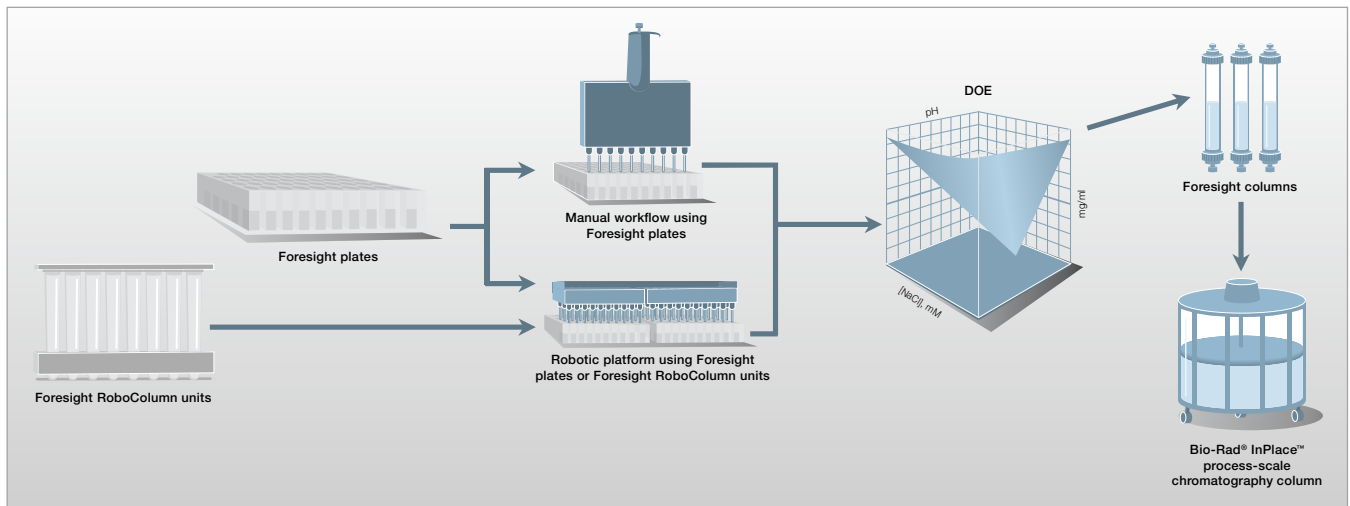 Foresight plates
Foresight RoboColumn units
Manual workflow using
Foresight plates
Robotic platform using Foresight
plates or Foresight RoboColumn units
DOE
pH
mg/ml
[NaCl], mM
Foresight columns
Bio-Rad® InPlace™
process-scale
chromatography column